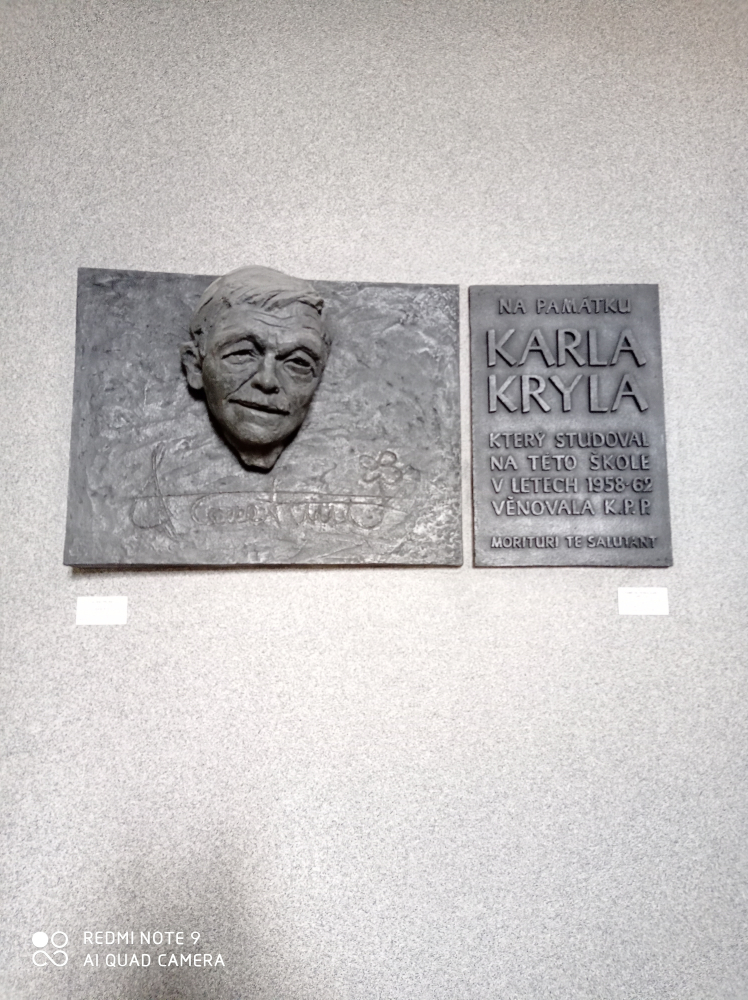 NA PAMÁTKU
KARLA
KRYLA
KTERÝ STUDOVAL
NA TÉTO ŠKOLE
V LETECH 1958-62
VĚNOVALA K.P.P.
MORITURI TE SALUTANT
REDMI NOTE 9
AI QUAD CAMERA